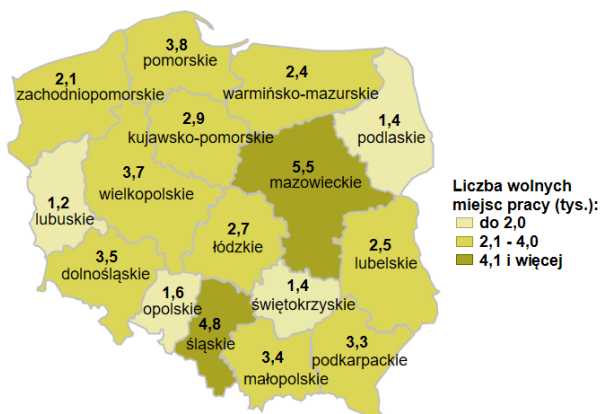 3,8
pomorskie
2,1
zachodniopomorskie
2,4
warmińsko-mazurskie
1,4
podlaskie
2,9
kujawsko-pomorskie
5,5
mazowieckie
3,7
wielkopolskie
1,2
lubuskie
2,7
łódzkie
2,5
lubelskie
3,5
dolnośląskie
1,6
opolskie
1,4
świętokrzyskie
4,8
śląskie
3,4
małopolskie
3,3
podkarpackie
Liczba wolnych
miejsc pracy (tys.):
do 2,0
2,1 - 4,0
4,1 i więcej